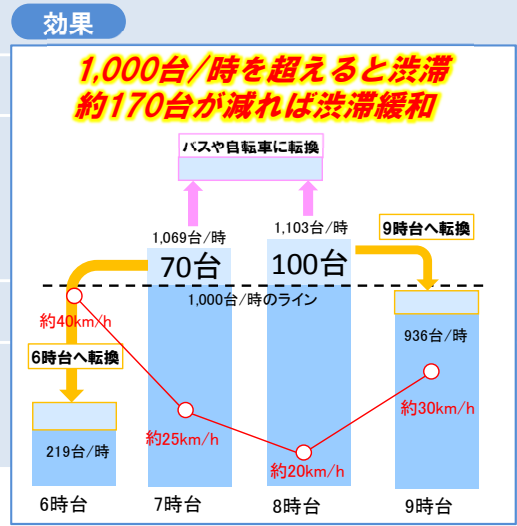 効果
1,000台/時を超えると渋滞
約170台が減れば渋滞緩和
バスや自転車に転換
1,069台/時
1,103台/時
9時台へ転換
70台
100台
1,000台/時のライン
約40km/h
936台/時
6時台へ転換
約30km/h
約25km/h
219台/時
約20km/h
6時台
7時台
8時台
9時台